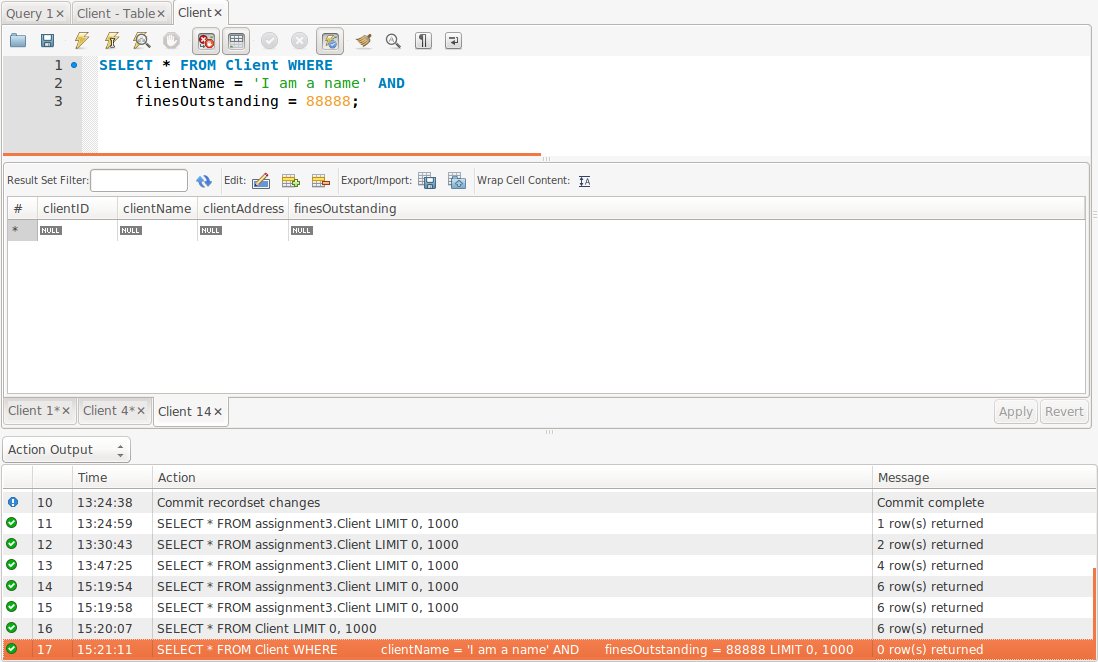 Query 1 × Client - Table × Client ×
1 SELECT * FROM Client WHERE
2 clientName = 'I am a name' AND
3 finesOutstanding = 88888;
Result Set Filter: Edit: Export/Import: Wrap Cell Content:
# clientID clientName clientAddress finesOutstanding
* NULL NULL NULL NULL
Client 1* × Client 4* × Client 14 × Apply Revert
Action Output
Time Action Message
10 13:24:38 Commit recordset changes Commit complete
11 13:24:59 SELECT * FROM assignment3.Client LIMIT 0, 1000 1 row(s) returned
12 13:30:43 SELECT * FROM assignment3.Client LIMIT 0, 1000 2 row(s) returned
13 13:47:25 SELECT * FROM assignment3.Client LIMIT 0, 1000 4 row(s) returned
14 15:19:54 SELECT * FROM assignment3.Client LIMIT 0, 1000 6 row(s) returned
15 15:19:58 SELECT * FROM assignment3.Client LIMIT 0, 1000 6 row(s) returned
16 15:20:07 SELECT * FROM Client LIMIT 0, 1000 6 row(s) returned
17 15:21:11 SELECT * FROM Client WHERE clientName = 'I am a name' AND finesOutstanding = 88888 LIMIT 0, 1000 0 row(s) returned